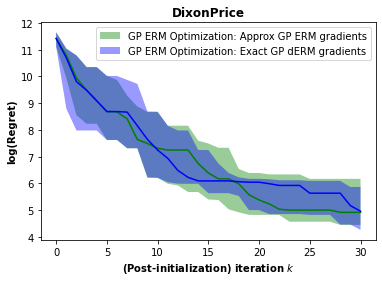 DixonPrice
GP ERM Optimization: Approx GP ERM gradients
GP ERM Optimization: Exact GP dERM gradients
log(Regret)
12
11
10
9
8
7
6
5
4
0 5 10 15 20 25 30
(Post-initialization) iteration k